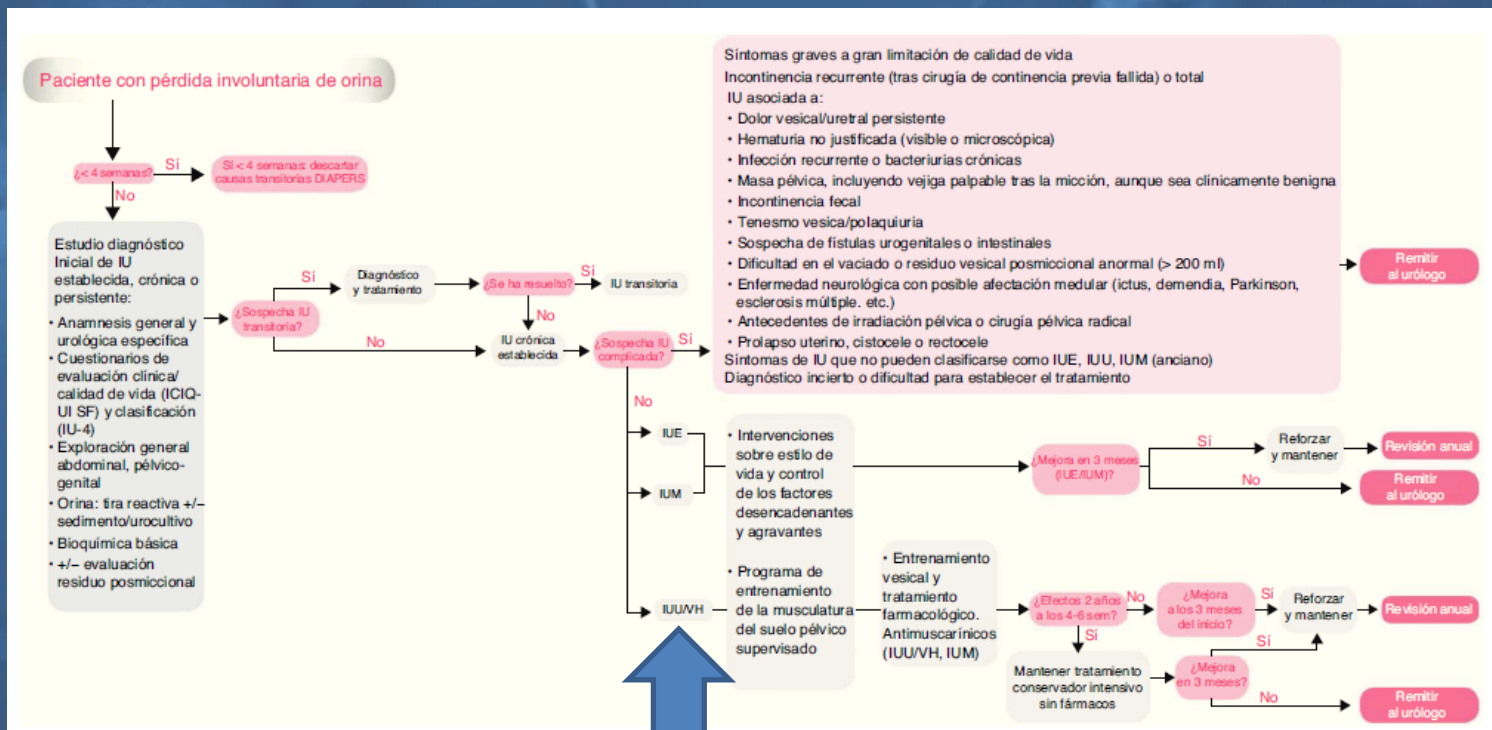 Paciente con pérdida involuntaria de orina
¿< 4 semanas?
Sí
Sí < 4 semanas: descartar
causas transitorias DIAPERS
No
Estudio diagnóstico
Inicial de IU
establecida, crónica o
persistente:
• Anamnesis general y
urológica específica
• Cuestionarios de
evaluación clínica/
calidad de vida (ICIQ-
UI SF) y clasificación
(IU-4)
• Exploración general
abdominal, pélvico-
genital
• Orina: tira reactiva +/–
sedimento/urocultivo
• Bioquímica básica
• +/– evaluación
residuo posmiccional
¿Sospecha IU
transitoria?
Sí
Diagnóstico
y tratamiento
¿Se ha resuelto?
Sí
IU transitoria
No
No
IU crónica
establecida
¿Sospecha IU
complicada?
Sí
Síntomas graves a gran limitación de calidad de vida
Incontinencia recurrente (tras cirugía de continencia previa fallida) o total
IU asociada a:
• Dolor vesical/uretral persistente
• Hematuria no justificada (visible o microscópica)
• Infección recurrente o bacteriurias crónicas
• Masa pélvica, incluyendo vejiga palpable tras la micción, aunque sea clínicamente benigna
• Incontinencia fecal
• Tenesmo vesica/polaquiuria
• Sospecha de fístulas urogenitales o intestinales
• Dificultad en el vaciado o residuo vesical posmiccional anormal (> 200 ml)
• Enfermedad neurológica con posible afectación medular (ictus, demendia, Parkinson,
esclerosis múltiple. etc.)
• Antecedentes de irradiación pélvica o cirugía pélvica radical
• Prolapso uterino, cistocele o rectocele
Síntomas de IU que no pueden clasificarse como IUE, IUU, IUM (anciano)
Diagnóstico incierto o dificultad para establecer el tratamiento
Remitir
al urólogo
No
IUE
IUM
IUU/VH
• Intervenciones
sobre estilo de
vida y control
de los factores
desencadenantes
y agravantes
• Programa de
entrenamiento
de la musculatura
del suelo pélvico
supervisado
¿Mejora en 3 meses
(IUE/IUM)?
Sí
Reforzar
y mantener
Revisión anual
No
Remitir
al urólogo
• Entrenamiento
vesical y
tratamiento
farmacológico.
Antimuscarínicos
(IUU/VH, IUM)
¿Efectos 2 años
a los 4-6 sem?
No
¿Mejora
a los 3 meses
del inicio?
Sí
Reforzar
y mantener
Revisión anual
Sí
Mantener tratamiento
conservador intensivo
sin fármacos
¿Mejora
en 3 meses?
Sí
No
Remitir
al urólogo